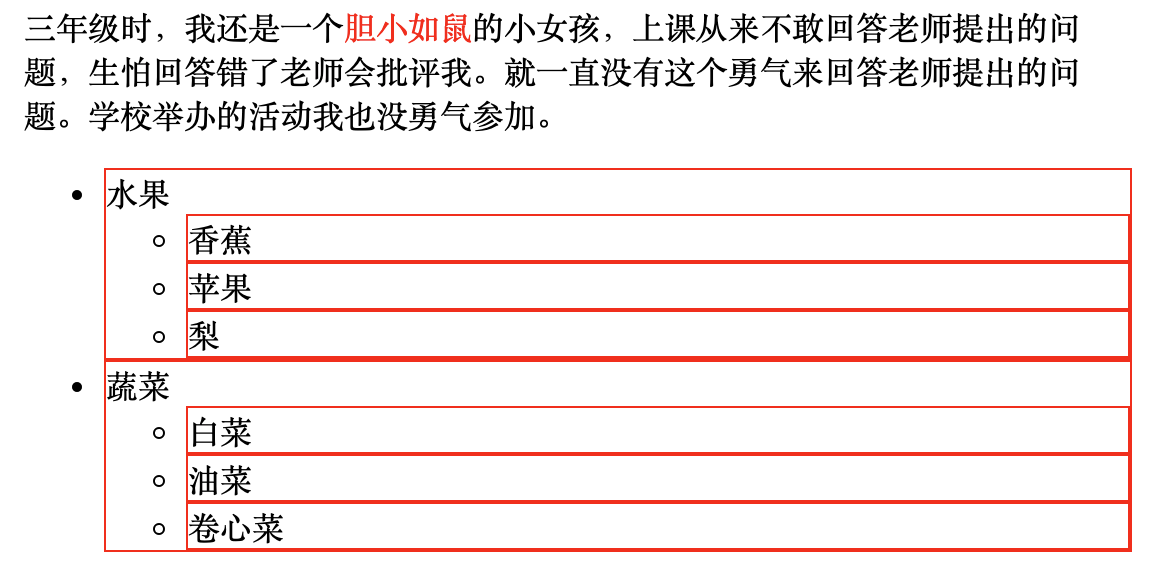 三年级时，我还是一个胆小如鼠的小女孩，上课从来不敢回答老师提出的问
题，生怕回答错了老师会批评我。就一直没有这个勇气来回答老师提出的问
题。学校举办的活动我也没勇气参加。
水果
香蕉
苹果
梨
蔬菜
白菜
油菜
卷心菜